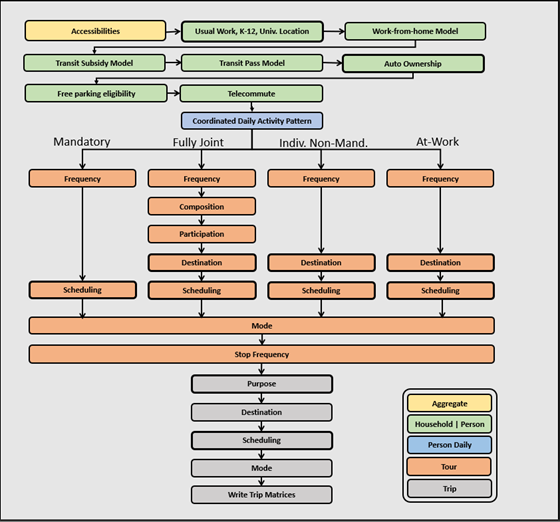 Accessibilities
Usual Work, K-12, Univ. Location
Work-from-home Model
Transit Subsidy Model
Transit Pass Model
Auto Ownership
Free parking eligibility
Telecommute
Coordinated Daily Activity Pattern
Mandatory
Fully Joint
Indiv. Non-Mand.
At-Work
Frequency
Frequency
Frequency
Frequency
Composition
Participation
Destination
Destination
Destination
Scheduling
Scheduling
Scheduling
Scheduling
Mode
Stop Frequency
Purpose
Destination
Scheduling
Mode
Write Trip Matrices
Aggregate
Household | Person
Person Daily
Tour
Trip